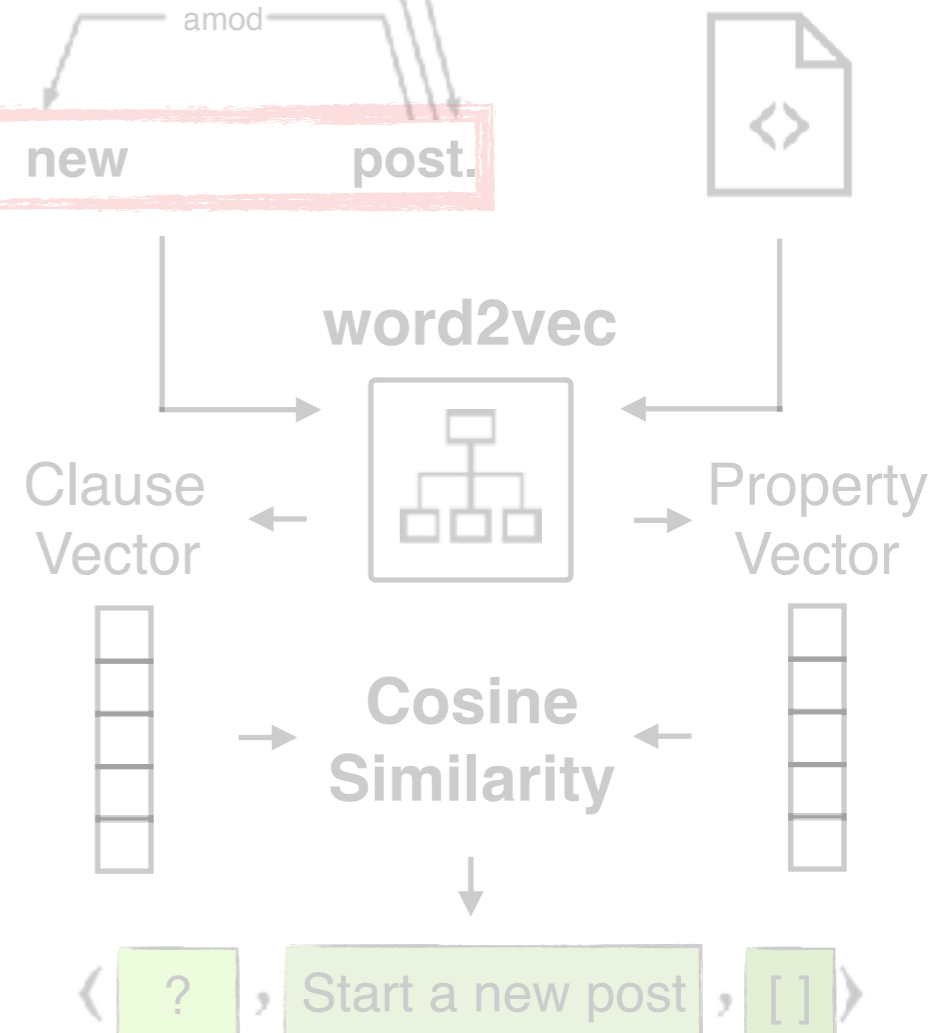 amod
new post.
<>
word2vec
Clause
Vector
Property
Vector
Cosine
Similarity
⟨ ? , Start a new post , [ ] ⟩